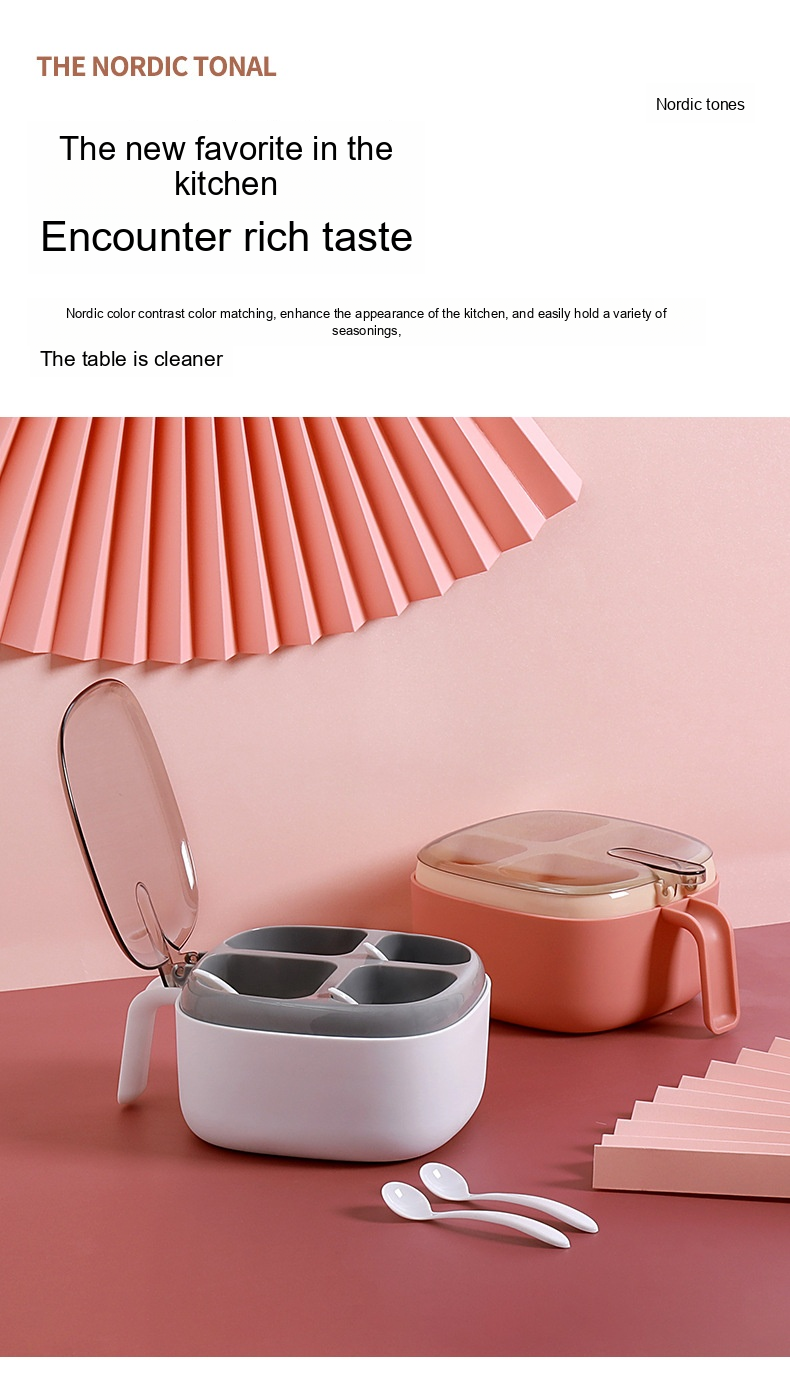 THE NORDIC TONAL
Nordic tones
The new favorite in the
kitchen
Encounter rich taste
Nordic color contrast color matching, enhance the appearance of the kitchen, and easily hold a variety of
seasonings,
The table is cleaner